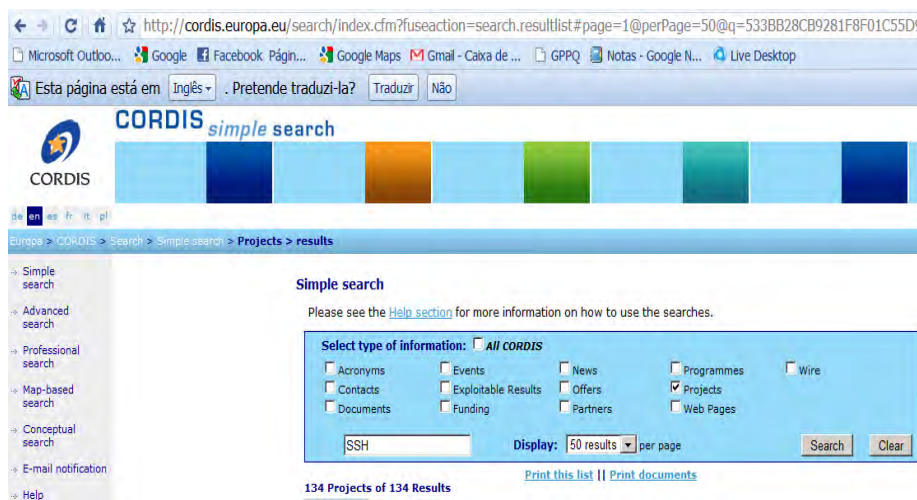 http://cordis.europa.eu/search/index.cfm?fuseaction=search.resultlist#page=1@perPage=50@q=533BB28CB9281F8F01C55D9
Microsoft Outloo... Google Facebook Págin... Google Maps Gmail - Caixa de ... GPPQ Notas - Google N... Live Desktop
Esta página está em Inglês . Pretende traduzi-la? Traduzir Não
CORDIS simple search
CORDIS
de en es fr it pl
Europa > CORDIS > Search > Simple search > Projects > results
Simple search
Advanced search
Professional search
Map-based search
Conceptual search
E-mail notification
Help
Simple search
Please see the Help section for more information on how to use the searches.
Select type of information: All CORDIS
Acronyms Events News Programmes Wire
Contacts Exploitable Results Offers Projects
Documents Funding Partners Web Pages
SSH Display: 50 results per page Search Clear
Print this list || Print documents
134 Projects of 134 Results